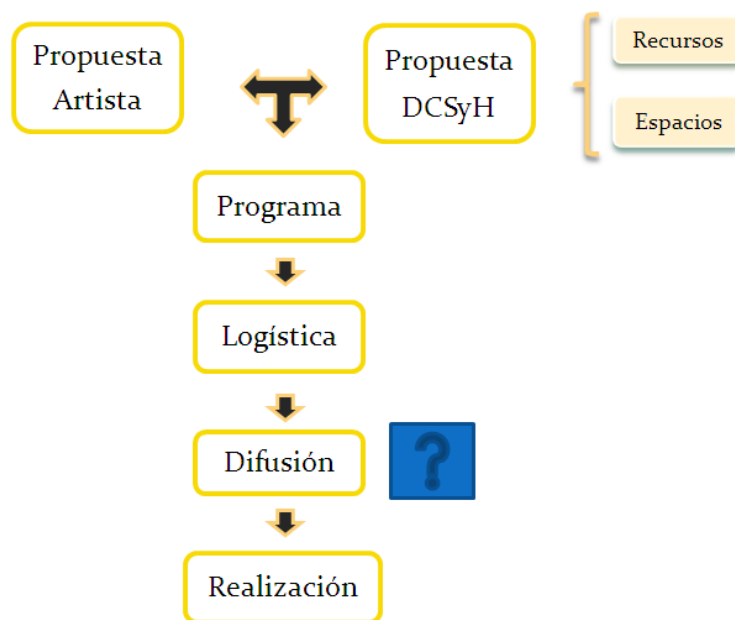 Propuesta
Artista
Propuesta
DCSyH
Recursos
Espacios
Programa
Logística
Difusión
?
Realización